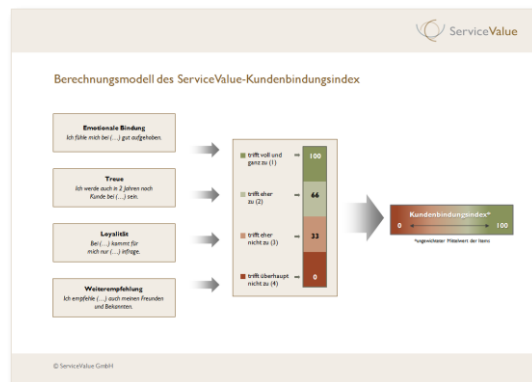 ServiceValue
Berechnungsmodell des ServiceValue-Kundenbindungsindex
Emotionale Bindung
Ich fühle mich bei (…) gut aufgehoben.
Treue
Ich werde auch in 2 Jahren noch
Kunde bei (…) sein.
Loyalität
Bei (…) kommt für
mich nur (…) infrage.
Weiterempfehlung
Ich empfehle (…) auch meinen Freunden
und Bekannten.
trifft voll und
ganz zu (1)
100
trifft eher
zu (2)
66
trifft eher
nicht zu (3)
33
trifft überhaupt
nicht zu (4)
0
Kundenbindungsindex*
0
100
*ungewichteter Mittelwert der Items
© ServiceValue GmbH